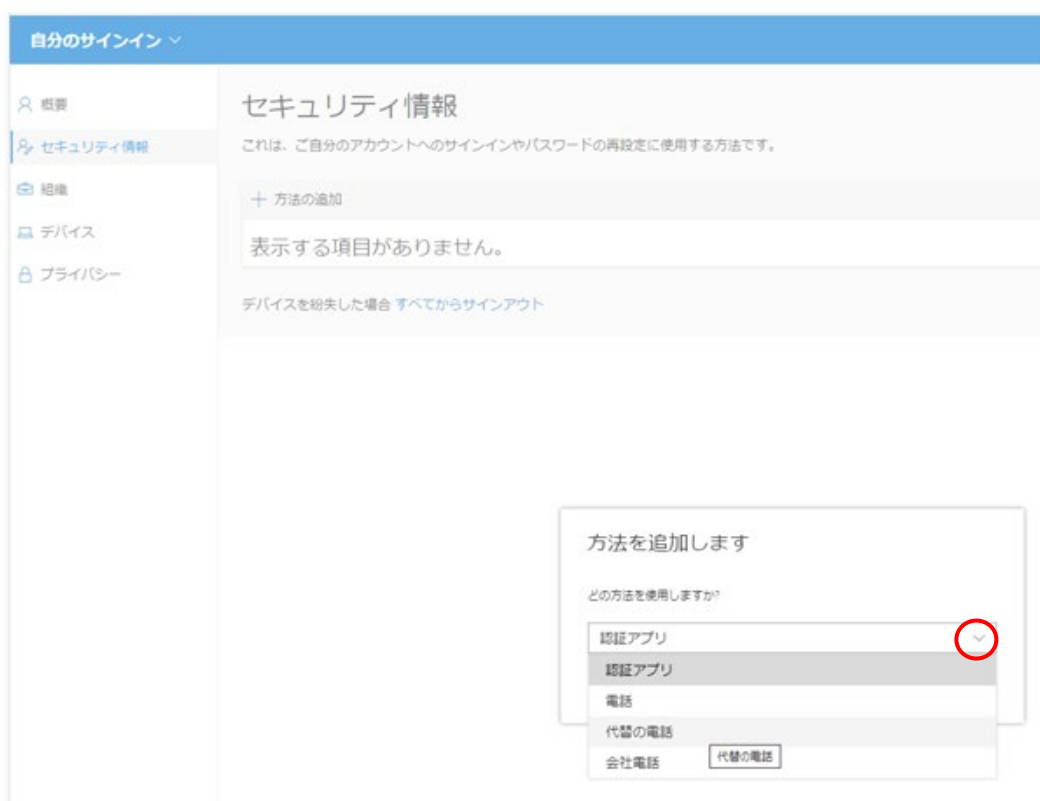 自分のサインイン
概要
セキュリティ情報
組織
デバイス
プライバシー
セキュリティ情報
これは、ご自分のアカウントへのサインインやパスワードの再設定に使用する方法です。
+ 方法の追加
表示する項目がありません。
デバイスを紛失した場合 すべてからサインアウト
方法を追加します
どの方法を使用しますか?
認証アプリ
認証アプリ
電話
代替の電話
会社電話
代替の電話